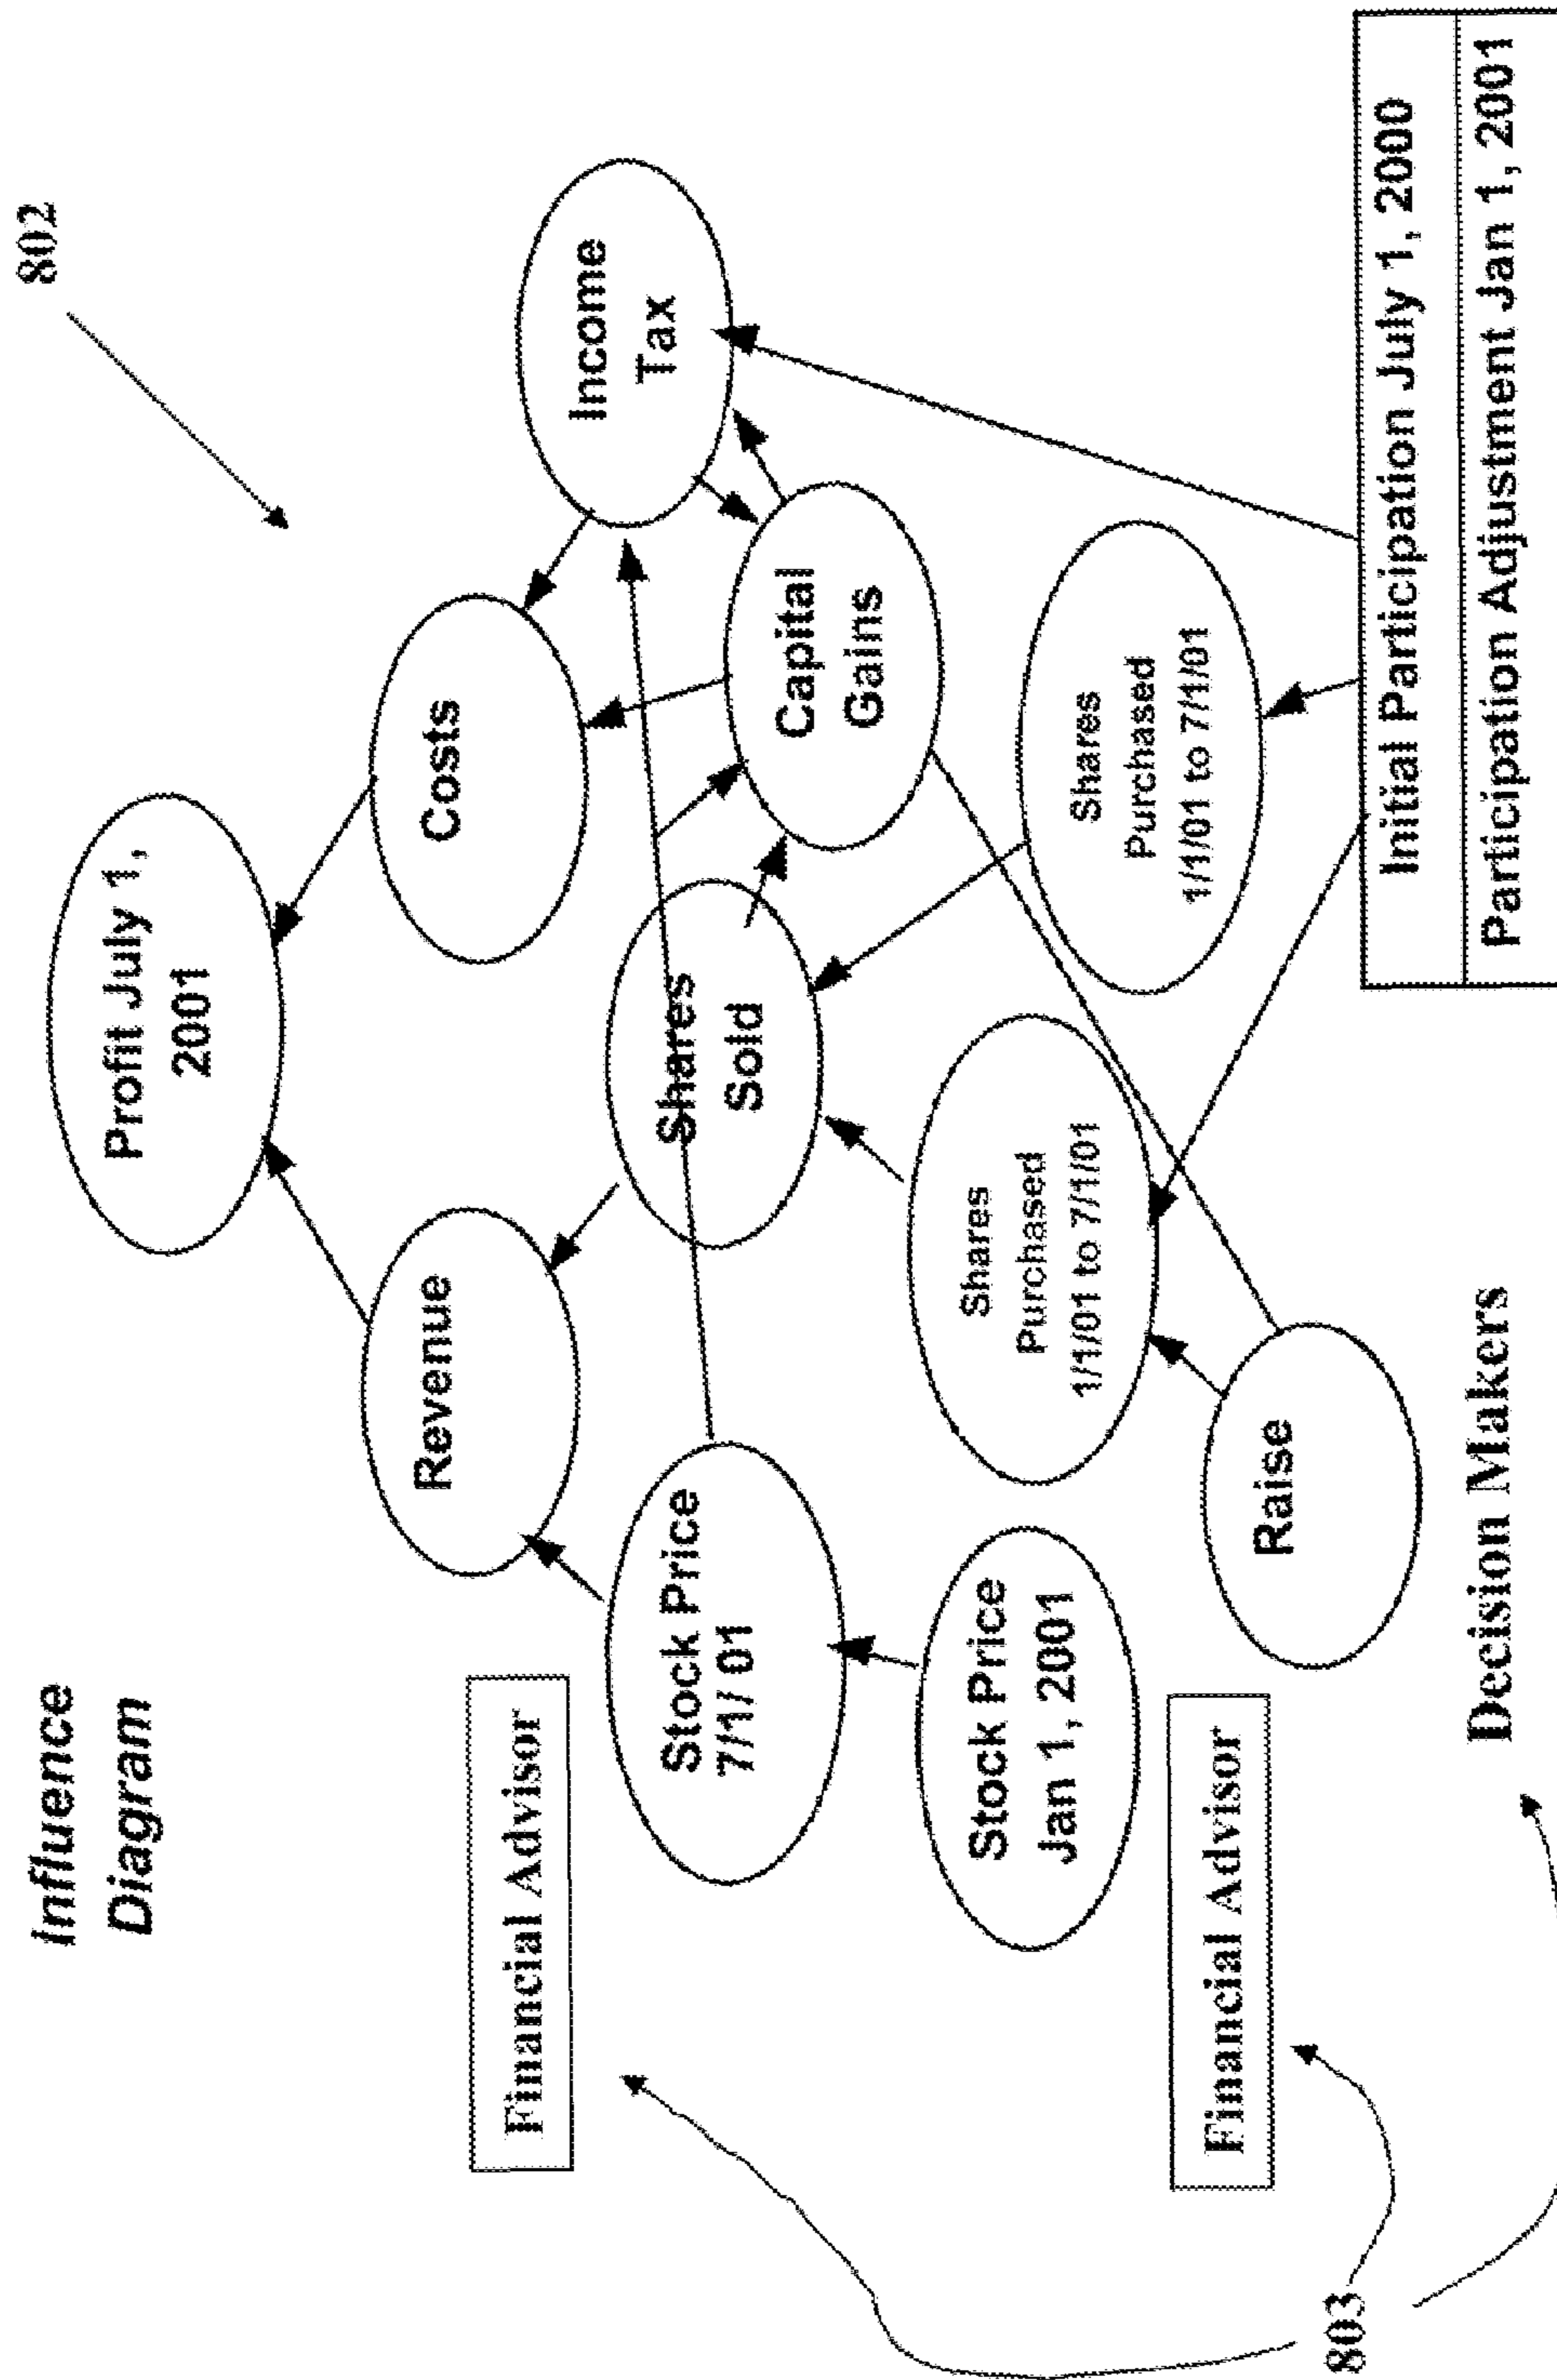 Influence
Diagram
802
Profit July 1,
2001
Financial Advisor
Revenue
Costs
Stock Price
7/1/ 01
Shares
Sold
Income
Tax
Capital
Gains
Stock Price
Jan 1, 2001
Shares
Purchased
1/1/01 to 7/1/01
Shares
Purchased
1/1/01 to 7/1/01
Financial Advisor
Raise
803
Decision Makers
Initial Participation July 1, 2000
Participation Adjustment Jan 1, 2001